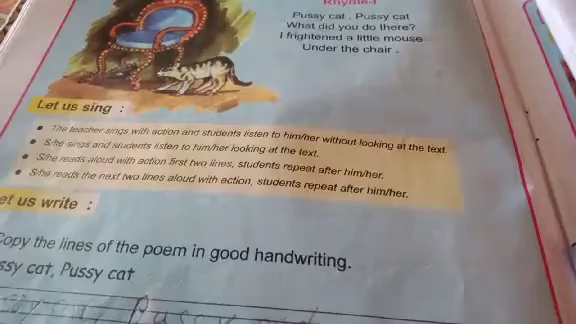 Rhyme-I
Pussy cat , Pussy cat
What did you do there?
I frightened a little mouse
Under the chair .
Let us sing :
• The teacher sings with action and students listen to him/her without looking at the text.
• S/he sings and students listen to him/her looking at the text.
• S/he reads aloud with action first two lines, students repeat after him/her.
• S/he reads the next two lines aloud with action, students repeat after him/her.
et us write :
Copy the lines of the poem in good handwriting.
ssy cat, Pussy cat
Pussy